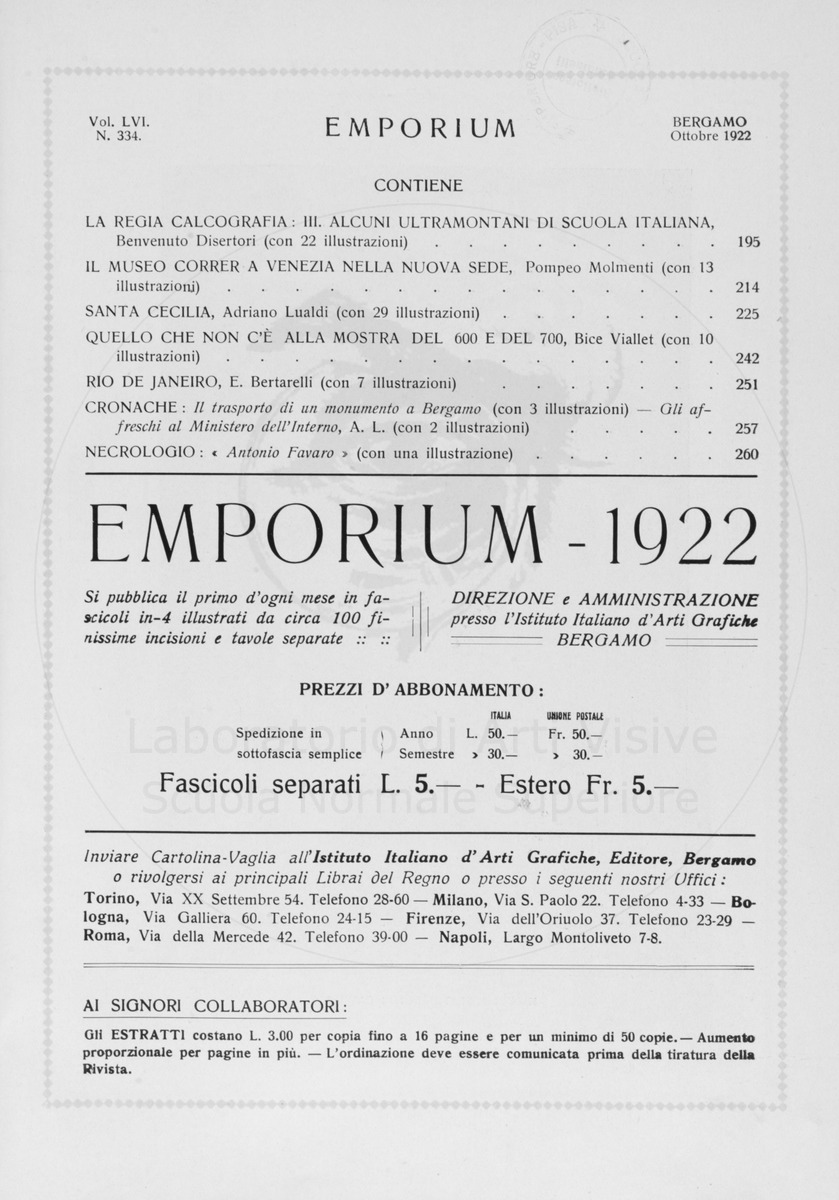 Vol. LVI.
N. 334.
EMPORIUM
BERGAMO
Ottobre 1922
CONTIENE
LA REGIA CALCOGRAFIA : III. ALCUNI ULTRAMONTANI DI SCUOLA ITALIANA,
Benvenuto Disertori (con 22 illustrazioni) . . . . . . . . . 195
IL MUSEO CORRER A VENEZIA NELLA NUOVA SEDE, Pompeo Molmenti (con 13
illustrazioni) . . . . . . . . . . . . . . . 214
SANTA CECILIA, Adriano Lualdi (con 29 illustrazioni) . . . . . . . 225
QUELLO CHE NON C'È ALLA MOSTRA DEL 600 E DEL 700, Bice Viallet (con 10
illustrazioni) . . . . . . . . . . . . . . . 242
RIO DE JANEIRO, E. Bertarelli (con 7 illustrazioni) . . . . . . . 251
CRONACHE : Il trasporto di un monumento a Bergamo (con 3 illustrazioni) — Gli af-
freschi al Ministero dell'Interno, A. L. (con 2 illustrazioni) . . . . . 257
NECROLOGIO : « Antonio Favaro » (con una illustrazione) . . . . . . 260
EMPORIUM - 1922
Si pubblica il primo d'ogni mese in fa-
scicoli in-4 illustrati da circa 100 fi-
nissime incisioni e tavole separate :: ::
DIREZIONE e AMMINISTRAZIONE
presso l'Istituto Italiano d'Arti Grafiche
BERGAMO
PREZZI D' ABBONAMENTO :
ITALIA UNIONE POSTALE
Spedizione in Anno L. 50.— Fr. 50.—
sottofascia semplice Semestre » 30.— » 30.—
Laboratorio di Arti Visive
Fascicoli separati L. 5.— - Estero Fr. 5.—
Scuola Normale Superiore
Inviare Cartolina-Vaglia all'Istituto Italiano d'Arti Grafiche, Editore, Bergamo
o rivolgersi ai principali Librai del Regno o presso i seguenti nostri Uffici :
Torino, Via XX Settembre 54. Telefono 28-60 — Milano, Via S. Paolo 22. Telefono 4-33 — Bo-
logna, Via Galliera 60. Telefono 24-15 — Firenze, Via dell'Oriuolo 37. Telefono 23-29 —
Roma, Via della Mercede 42. Telefono 39-00 — Napoli, Largo Montoliveto 7-8.
AI SIGNORI COLLABORATORI :
Gli ESTRATTI costano L. 3.00 per copia fino a 16 pagine e per un minimo di 50 copie. — Aumento
proporzionale per pagine in più. — L'ordinazione deve essere comunicata prima della tiratura della
Rivista.